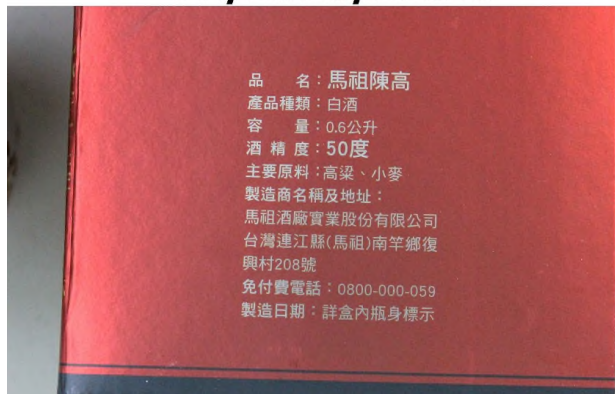 品　　名：馬祖陳高
產品種類：白酒
容　　量：0.6公升
酒 精 度：50度
主要原料：高粱、小麥
製造商名稱及地址：
馬祖酒廠實業股份有限公司
台灣連江縣(馬祖)南竿鄉復
興村208號
免付費電話：0800-000-059
製造日期：詳盒內瓶身標示